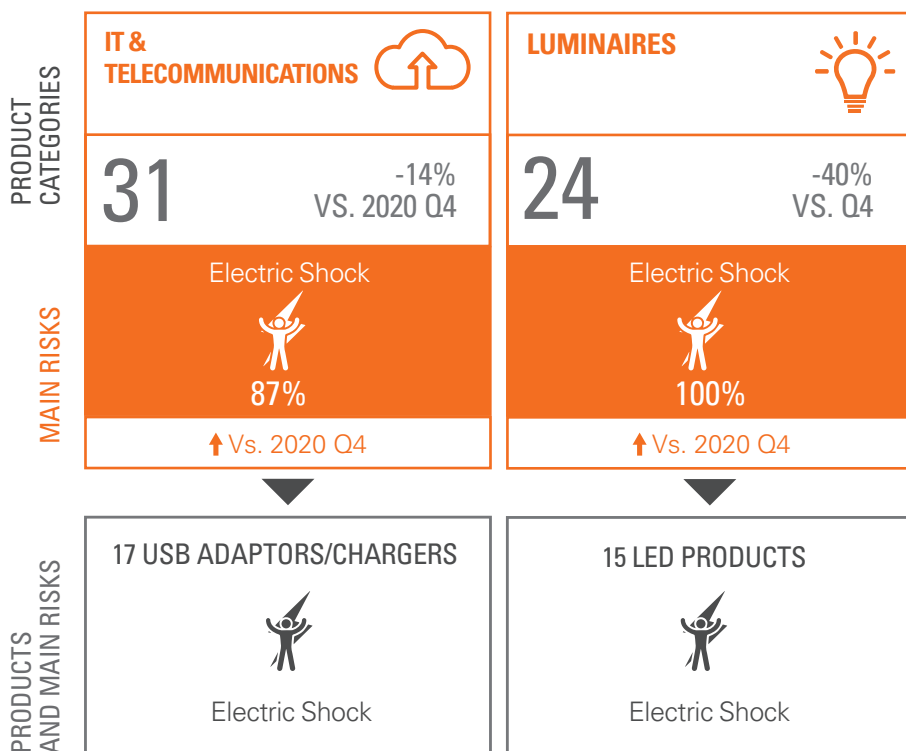 PRODUCT
CATEGORIES
IT &
TELECOMMUNICATIONS
31
-14%
VS. 2020 Q4
LUMINAIRES
24
-40%
VS. Q4
MAIN RISKS
Electric Shock
87%
Vs. 2020 Q4
Electric Shock
100%
Vs. 2020 Q4
PRODUCTS
AND MAIN RISKS
17 USB ADAPTORS/CHARGERS
Electric Shock
15 LED PRODUCTS
Electric Shock